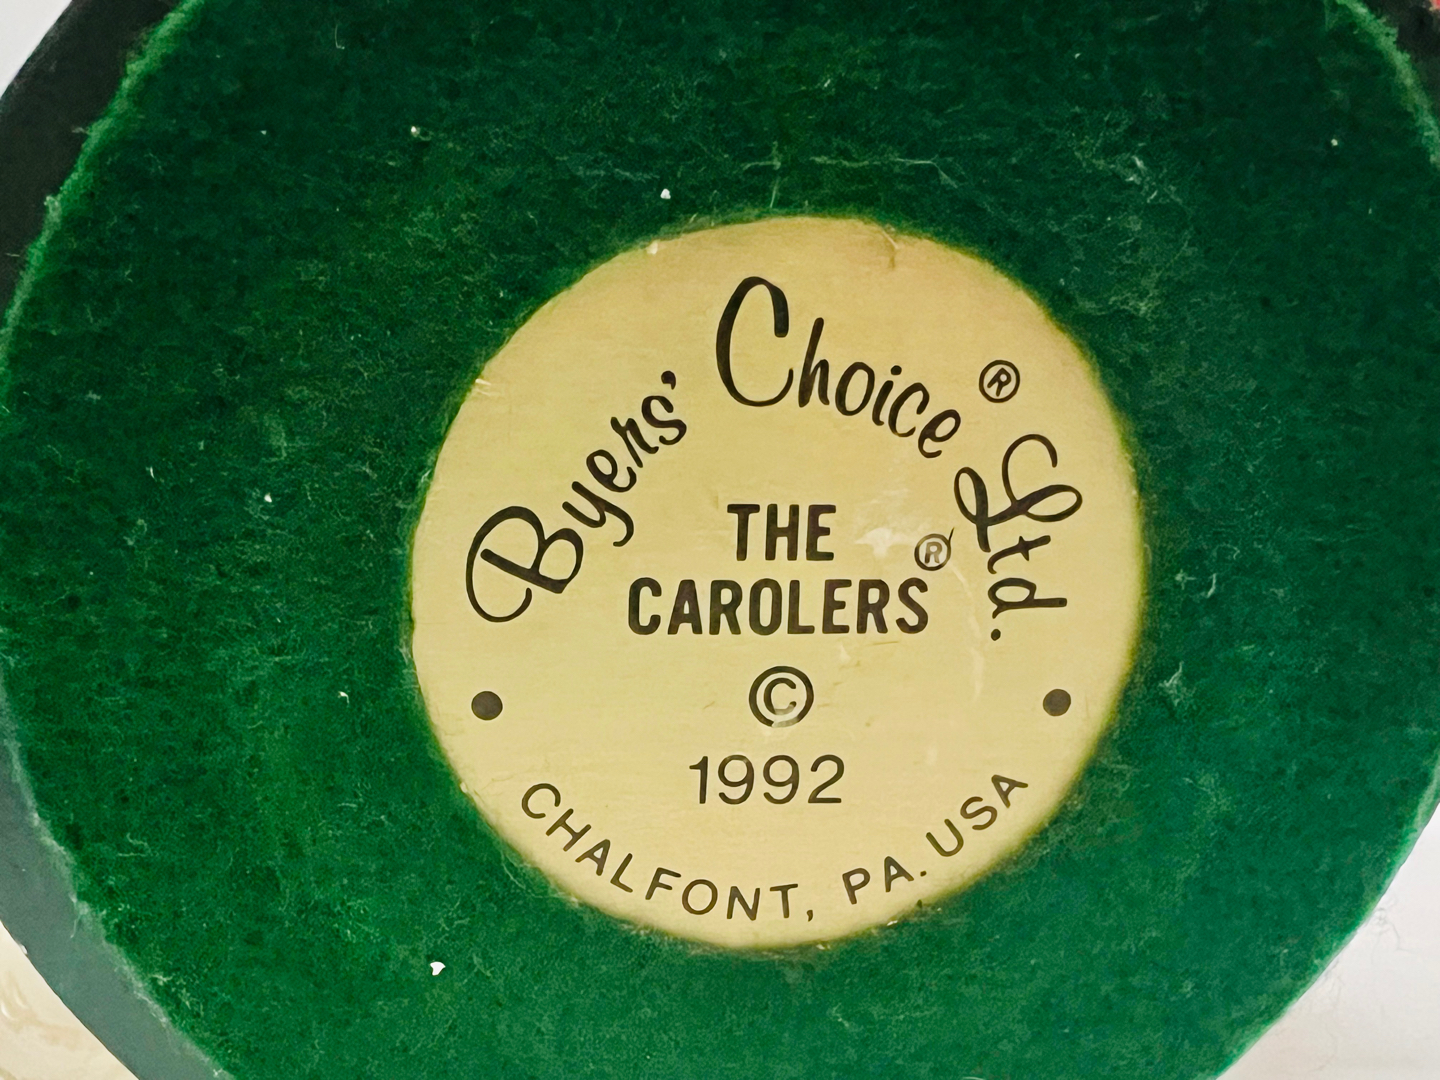 Byers' Choice® Ltd.
THE
CAROLERS®
©
1992
CHALFONT, PA. USA